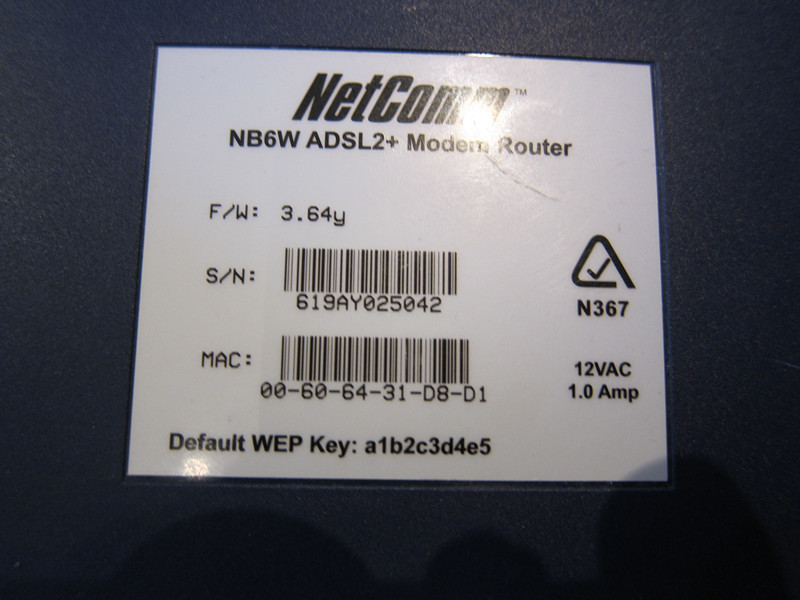 NetComm™
NB6W ADSL2+ Modem Router
F/W: 3.64y
S/N:
619AY025042
N367
MAC:
00-60-64-31-D8-D1
12VAC
1.0 Amp
Default WEP Key: a1b2c3d4e5